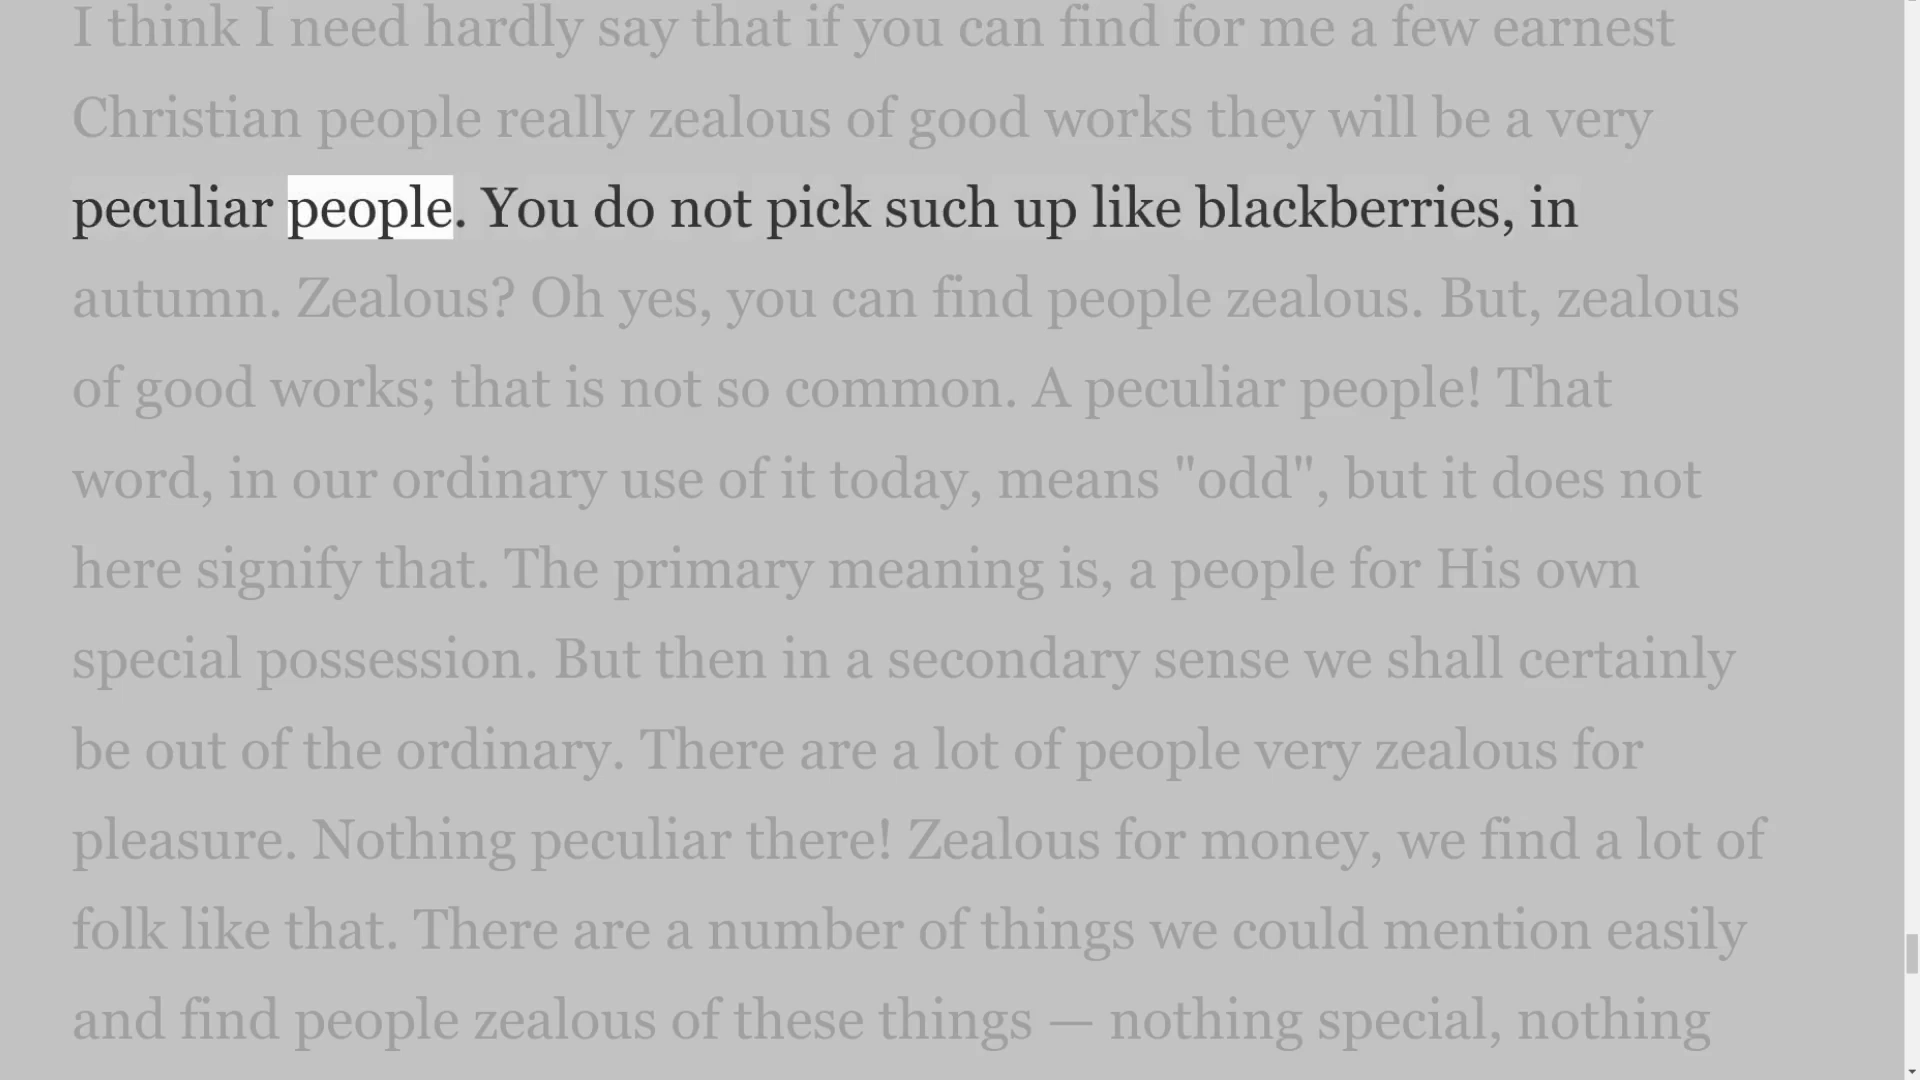 I think I need hardly say that if you can find for me a few earnest
Christian people really zealous of good works they will be a very
peculiar people. You do not pick such up like blackberries, in
autumn. Zealous? Oh yes, you can find people zealous. But, zealous
of good works; that is not so common. A peculiar people! That
word, in our ordinary use of it today, means "odd", but it does not
here signify that. The primary meaning is, a people for His own
special possession. But then in a secondary sense we shall certainly
be out of the ordinary. There are a lot of people very zealous for
pleasure. Nothing peculiar there! Zealous for money, we find a lot of
folk like that. There are a number of things we could mention easily
and find people zealous of these things — nothing special, nothing